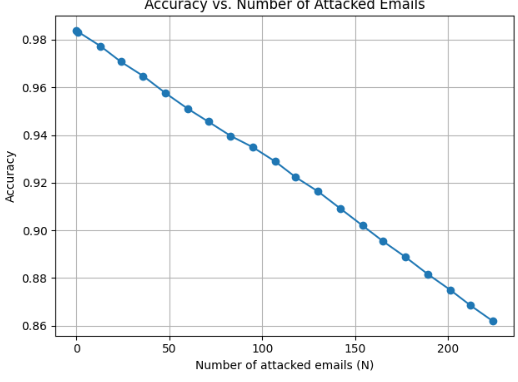 Accuracy vs. Number of Attacked Emails
0.98
0.96
0.94
0.92
0.90
0.88
0.86
Accuracy
0 50 100 150 200
Number of attacked emails (N)